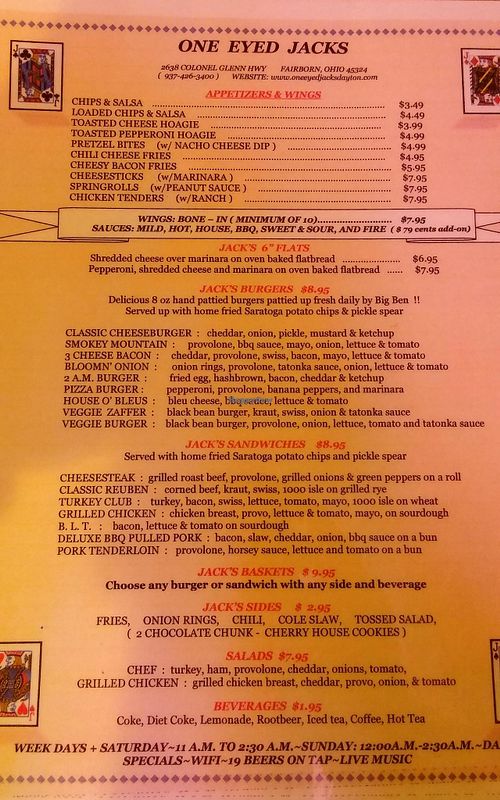 ONE EYED JACKS
2638 COLONEL GLENN HWY FAIRBORN, OHIO 45324
( 937-426-3400 ) WEBSITE: www.oneeyedjacksdayton.com
APPETIZERS & WINGS
CHIPS & SALSA $3.49
LOADED CHIPS & SALSA $4.49
TOASTED CHEESE HOAGIE $3.99
TOASTED PEPPERONI HOAGIE $4.99
PRETZEL BITES (w/ NACHO CHEESE DIP ) $4.99
CHILI CHEESE FRIES $4.95
CHEESY BACON FRIES $5.95
CHEESESTICKS (w/MARINARA ) $7.95
SPRINGROLLS (w/PEANUT SAUCE ) $7.95
CHICKEN TENDERS (w/RANCH ) $7.95
WINGS: BONE – IN ( MINIMUM OF 10) $7.95
SAUCES: MILD, HOT, HOUSE, BBQ, SWEET & SOUR, AND FIRE ( $ 79 cents add-on)
JACK'S 6" FLATS
Shredded cheese over marinara on oven baked flatbread $6.95
Pepperoni, shredded cheese and marinara on oven baked flatbread $7.95
JACK'S BURGERS $8.95
Delicious 8 oz hand pattied burgers pattied up fresh daily by Big Ben !!
Served up with home fried Saratoga potato chips & pickle spear
CLASSIC CHEESEBURGER : cheddar, onion, pickle, mustard & ketchup
SMOKEY MOUNTAIN : provolone, bbq sauce, mayo, onion, lettuce & tomato
3 CHEESE BACON : cheddar, provolone, swiss, bacon, mayo, lettuce & tomato
BLOOMN' ONION : onion rings, provolone, tatonka sauce, onion, lettuce & tomato
2 A.M. BURGER : fried egg, hashbrown, bacon, cheddar & ketchup
PIZZA BURGER : pepperoni, provolone, banana peppers, and marinara
HOUSE O' BLEUS : bleu cheese, lettuce & tomato
VEGGIE ZAFFER : black bean burger, kraut, swiss, onion & tatonka sauce
VEGGIE BURGER : black bean burger, provolone, onion, lettuce, tomato and tatonka sauce
JACK'S SANDWICHES $8.95
Served with home fried Saratoga potato chips and pickle spear
CHEESESTEAK : grilled roast beef, provolone, grilled onions & green peppers on a roll
CLASSIC REUBEN : corned beef, kraut, swiss, 1000 isle on grilled rye
TURKEY CLUB : turkey, bacon, swiss, lettuce, tomato, mayo, 1000 isle on wheat
GRILLED CHICKEN : chicken breast, provo, lettuce & tomato, mayo, on sourdough
B. L. T. : bacon, lettuce & tomato on sourdough
DELUXE BBQ PULLED PORK : bacon, slaw, cheddar, onion, bbq sauce on a bun
PORK TENDERLOIN : provolone, horsey sauce, lettuce and tomato on a bun
JACK'S BASKETS $ 9.95
Choose any burger or sandwich with any side and beverage
JACK'S SIDES $ 2.95
FRIES, ONION RINGS, CHILI, COLE SLAW, TOSSED SALAD,
( 2 CHOCOLATE CHUNK - CHERRY HOUSE COOKIES )
SALADS $7.95
CHEF : turkey, ham, provolone, cheddar, onions, tomato,
GRILLED CHICKEN : grilled chicken breast, cheddar, provo, onion, & tomato
BEVERAGES $1.95
Coke, Diet Coke, Lemonade, Rootbeer, Iced tea, Coffee, Hot Tea
WEEK DAYS + SATURDAY~11 A.M. TO 2:30 A.M.~SUNDAY: 12:00A.M.-2:30A.M.~DA
SPECIALS~WIFI~19 BEERS ON TAP~LIVE MUSIC